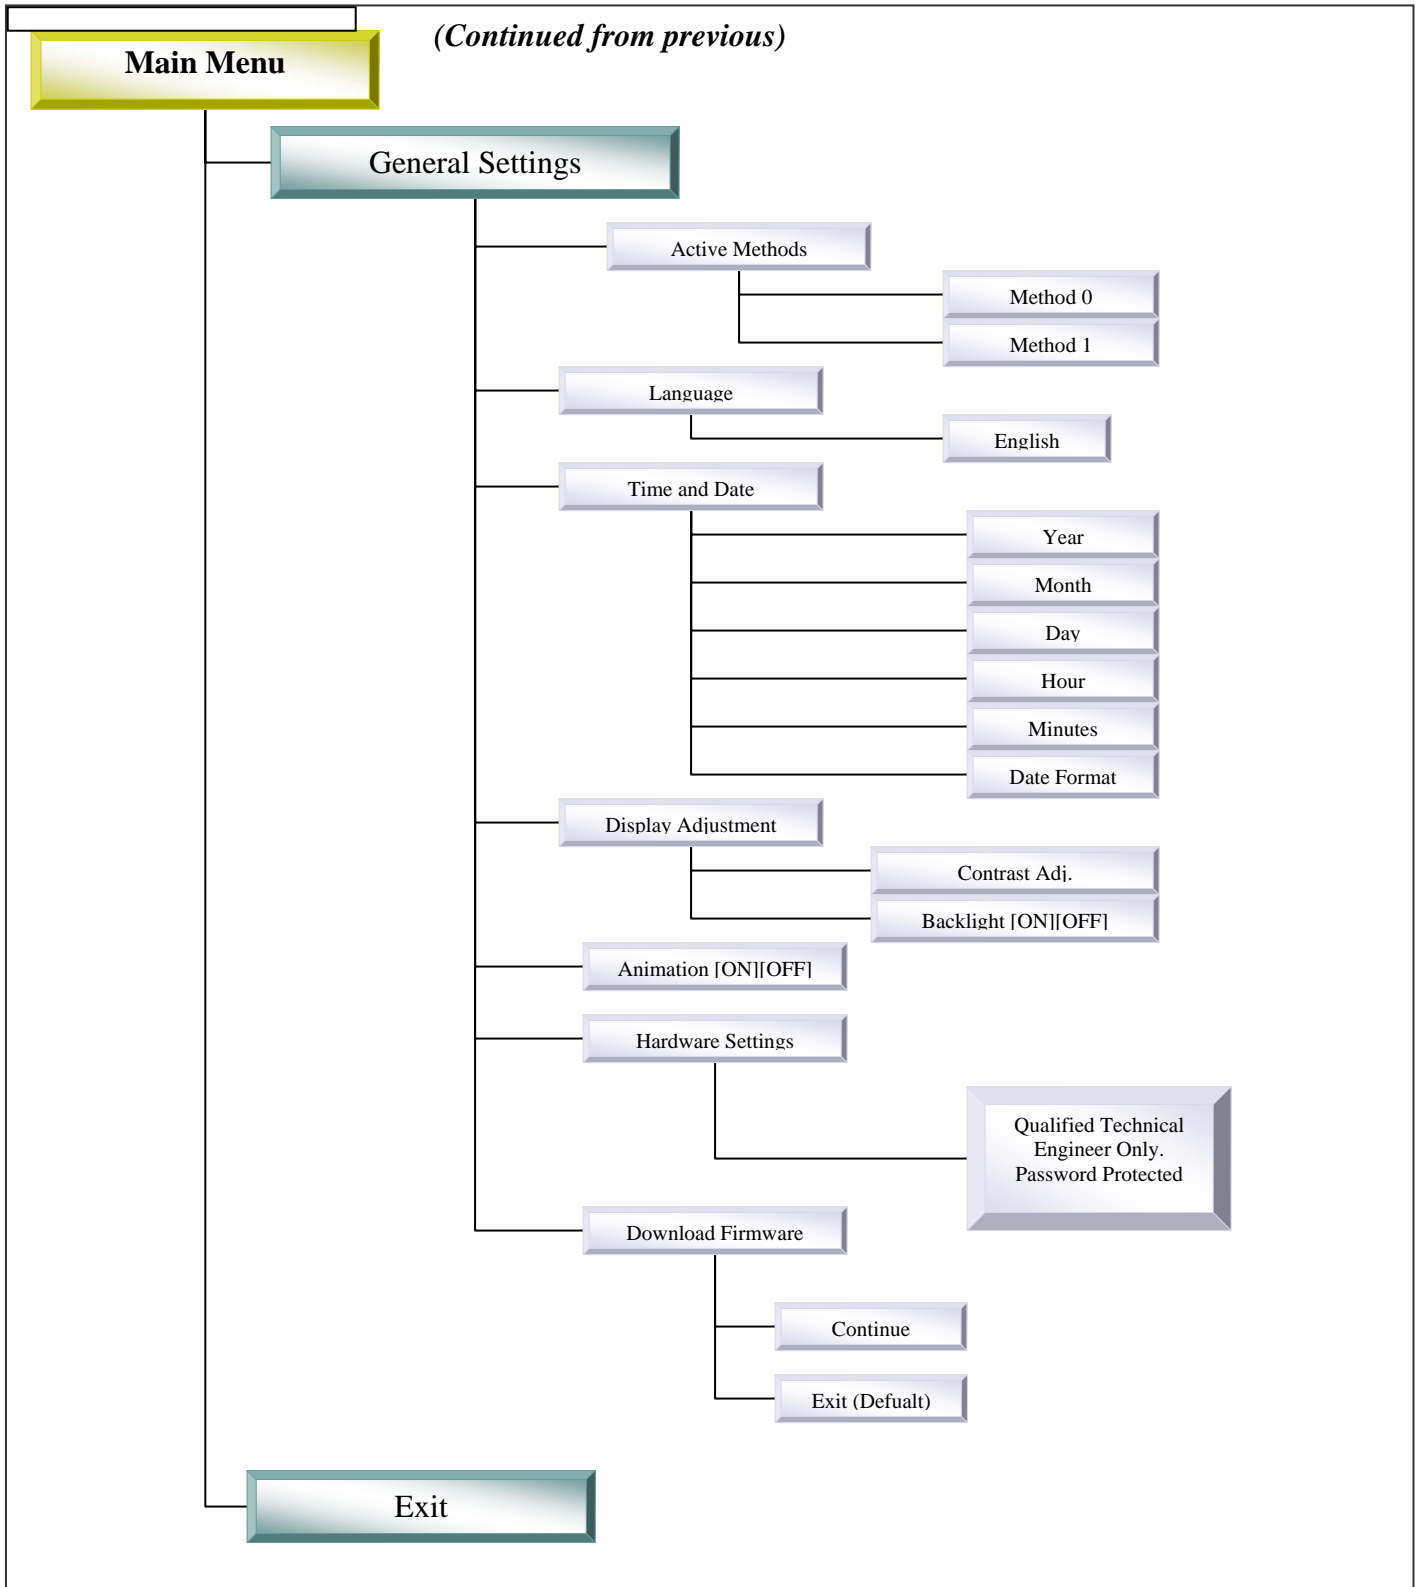 (Continued from previous)
Main Menu
General Settings
Active Methods
Method 0
Method 1
Language
English
Time and Date
Year
Month
Day
Hour
Minutes
Date Format
Display Adjustment
Contrast Adj.
Backlight [ON][OFF]
Animation [ON][OFF]
Hardware Settings
Qualified Technical
Engineer Only.
Password Protected
Download Firmware
Continue
Exit (Defualt)
Exit